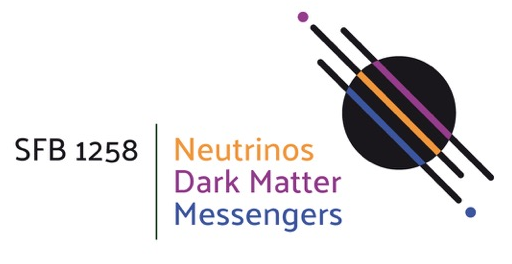 SFB 1258
Neutrinos
Dark Matter
Messengers